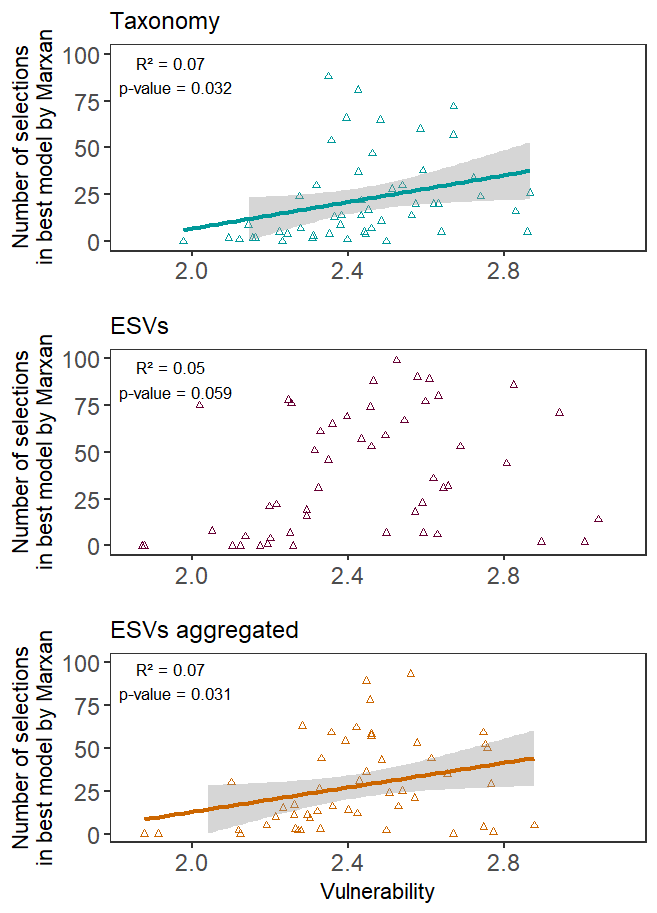 Taxonomy
Number of selections
in best model by Marxan
100
75
50
25
0
R² = 0.07
p-value = 0.032
2.0
2.4
2.8
ESVs
Number of selections
in best model by Marxan
100
75
50
25
0
R² = 0.05
p-value = 0.059
2.0
2.4
2.8
ESVs aggregated
Number of selections
in best model by Marxan
100
75
50
25
0
R² = 0.07
p-value = 0.031
2.0
2.4
2.8
Vulnerability